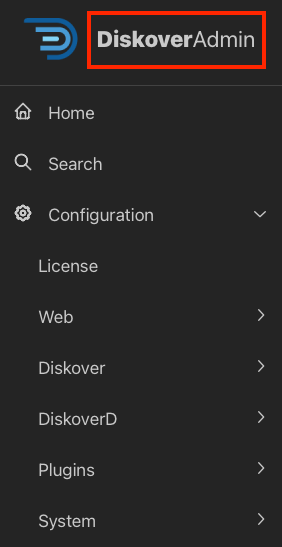 DiskoverAdmin
Home
Search
Configuration
License
Web
Diskover
DiskoverD
Plugins
System